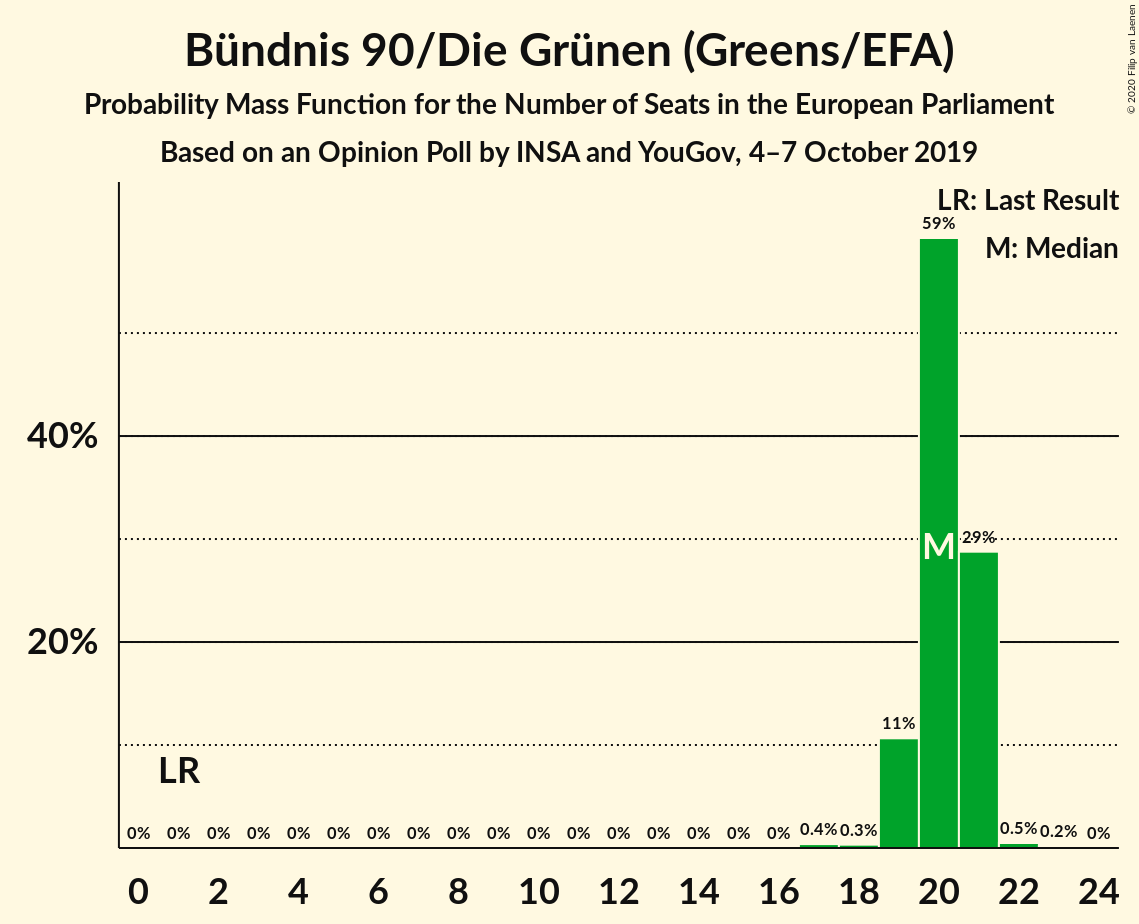 Bündnis 90/Die Grünen (Greens/EFA)
Probability Mass Function for the Number of Seats in the European Parliament
Based on an Opinion Poll by INSA and YouGov, 4–7 October 2019
© 2020 Filip van Laenen
LR: Last Result
59%
M: Median
40%
M 29%
20%
11%
LR
0% 0% 0% 0% 0% 0% 0% 0% 0% 0% 0% 0% 0% 0% 0% 0% 0% 0.4% 0.3% 0.5% 0.2% 0%
0 2 4 6 8 10 12 14 16 18 20 22 24